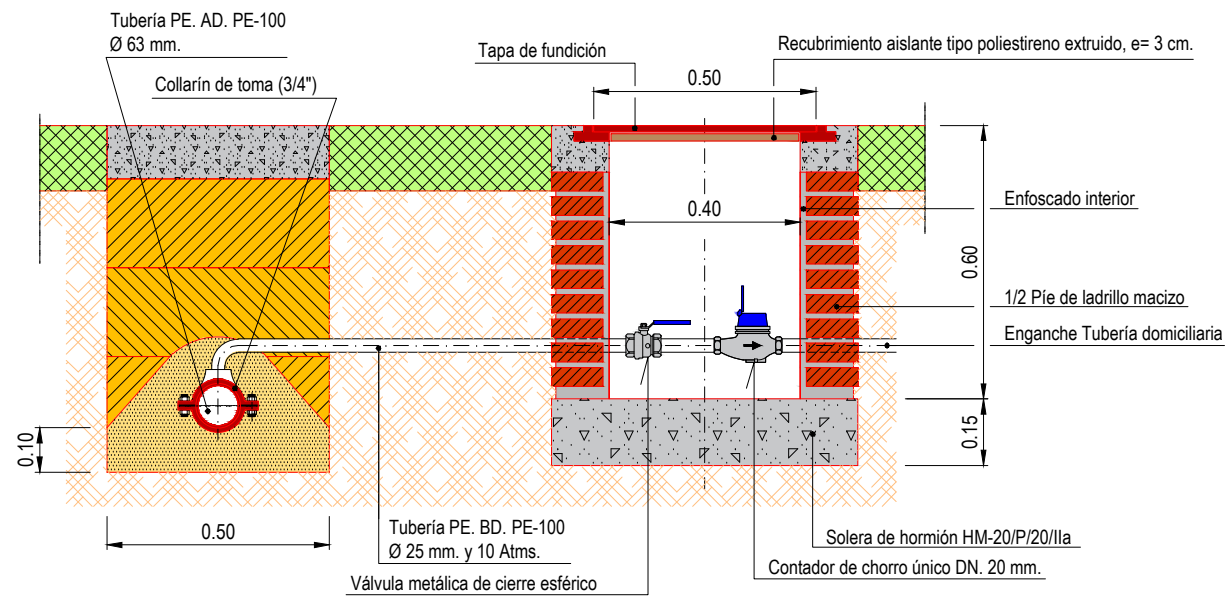 Tubería PE. AD. PE-100
Ø 63 mm.
Collarín de toma (3/4")
Tapa de fundición
Recubrimiento aislante tipo poliestireno extruido, e= 3 cm.
0.50
0.40
Enfoscado interior
0.60
1/2 Píe de ladrillo macizo
Enganche Tubería domiciliaria
0.10
0.15
0.50
Tubería PE. BD. PE-100
Ø 25 mm. y 10 Atms.
Válvula metálica de cierre esférico
Solera de hormión HM-20/P/20/IIa
Contador de chorro único DN. 20 mm.